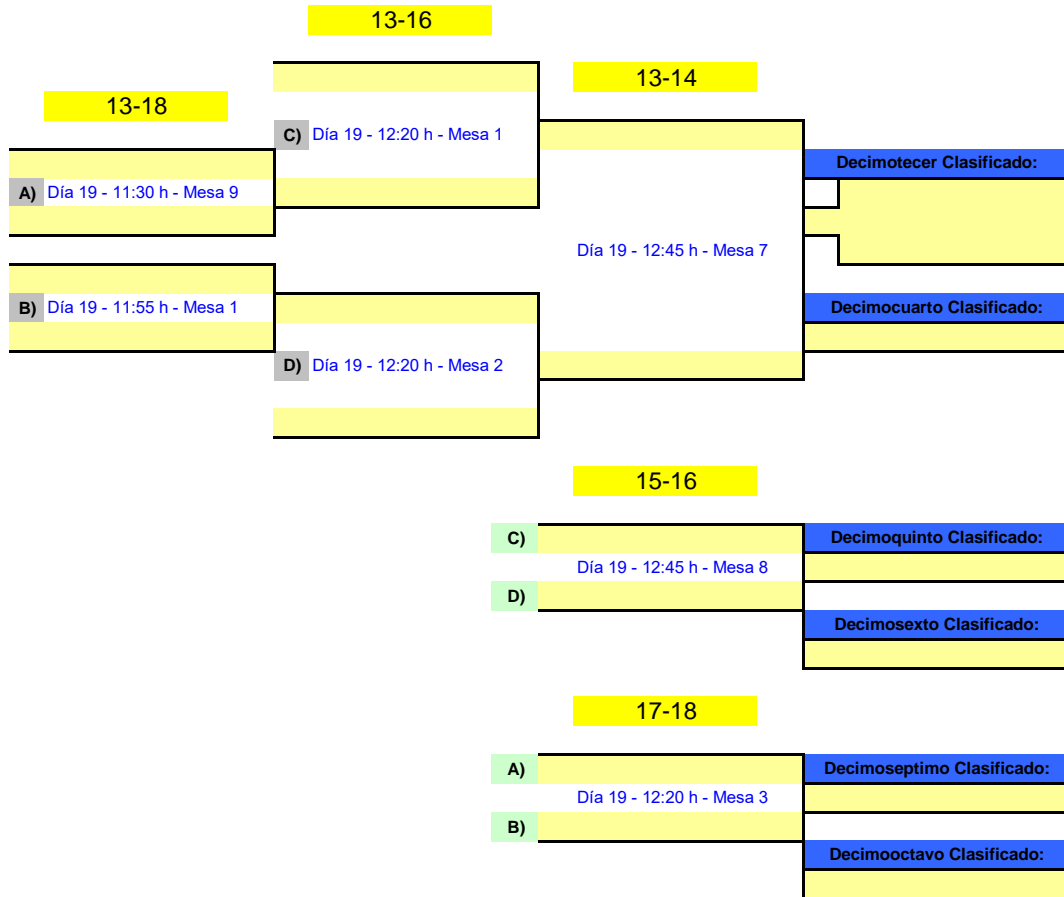 13-16
13-14
13-18
C) Día 19 - 12:20 h - Mesa 1
Decimotecer Clasificado:
A) Día 19 - 11:30 h - Mesa 9
Día 19 - 12:45 h - Mesa 7
B) Día 19 - 11:55 h - Mesa 1
Decimocuarto Clasificado:
D) Día 19 - 12:20 h - Mesa 2
15-16
C)
Decimoquinto Clasificado:
Día 19 - 12:45 h - Mesa 8
D)
Decimosexto Clasificado:
17-18
A)
Decimoseptimo Clasificado:
Día 19 - 12:20 h - Mesa 3
B)
Decimooctavo Clasificado: